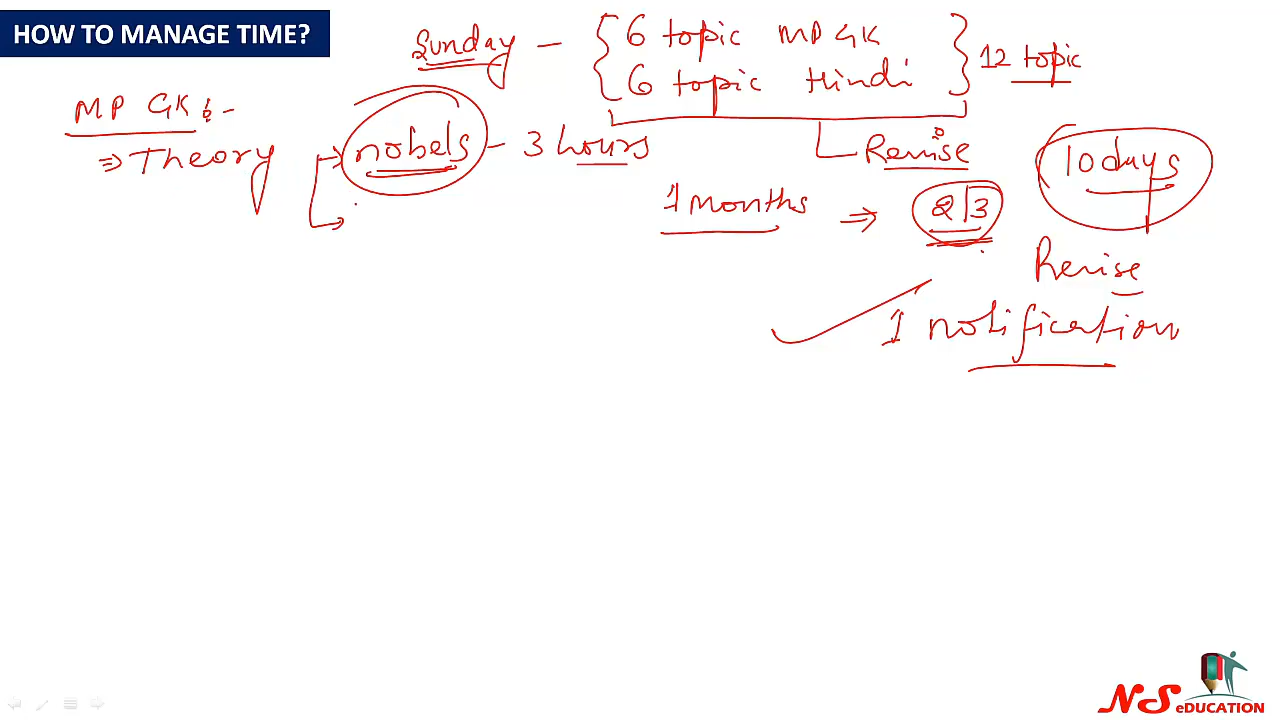 HOW TO MANAGE TIME?
Sunday - { 6 topic MP GK
6 topic Hindi } 12 topic
MP GK :-
⇒ Theory
nobels - 3 hours
Revise
10 days
1 months ⇒ 2/3
Revise
1 notification
NS eDUCATION